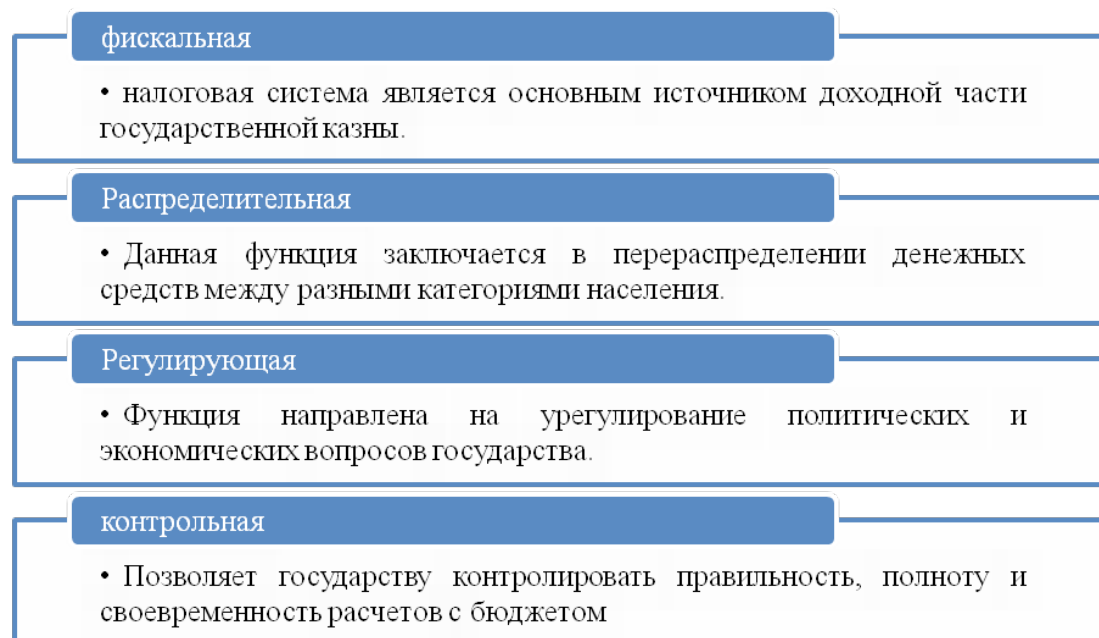 фискальная
• налоговая система является основным источником доходной части
государственной казны.
Распределительная
• Данная функция заключается в перераспределении денежных
средств между разными категориями населения.
Регулирующая
• Функция направлена на урегулирование политических и
экономических вопросов государства.
контрольная
• Позволяет государству контролировать правильность, полноту и
своевременность расчетов с бюджетом